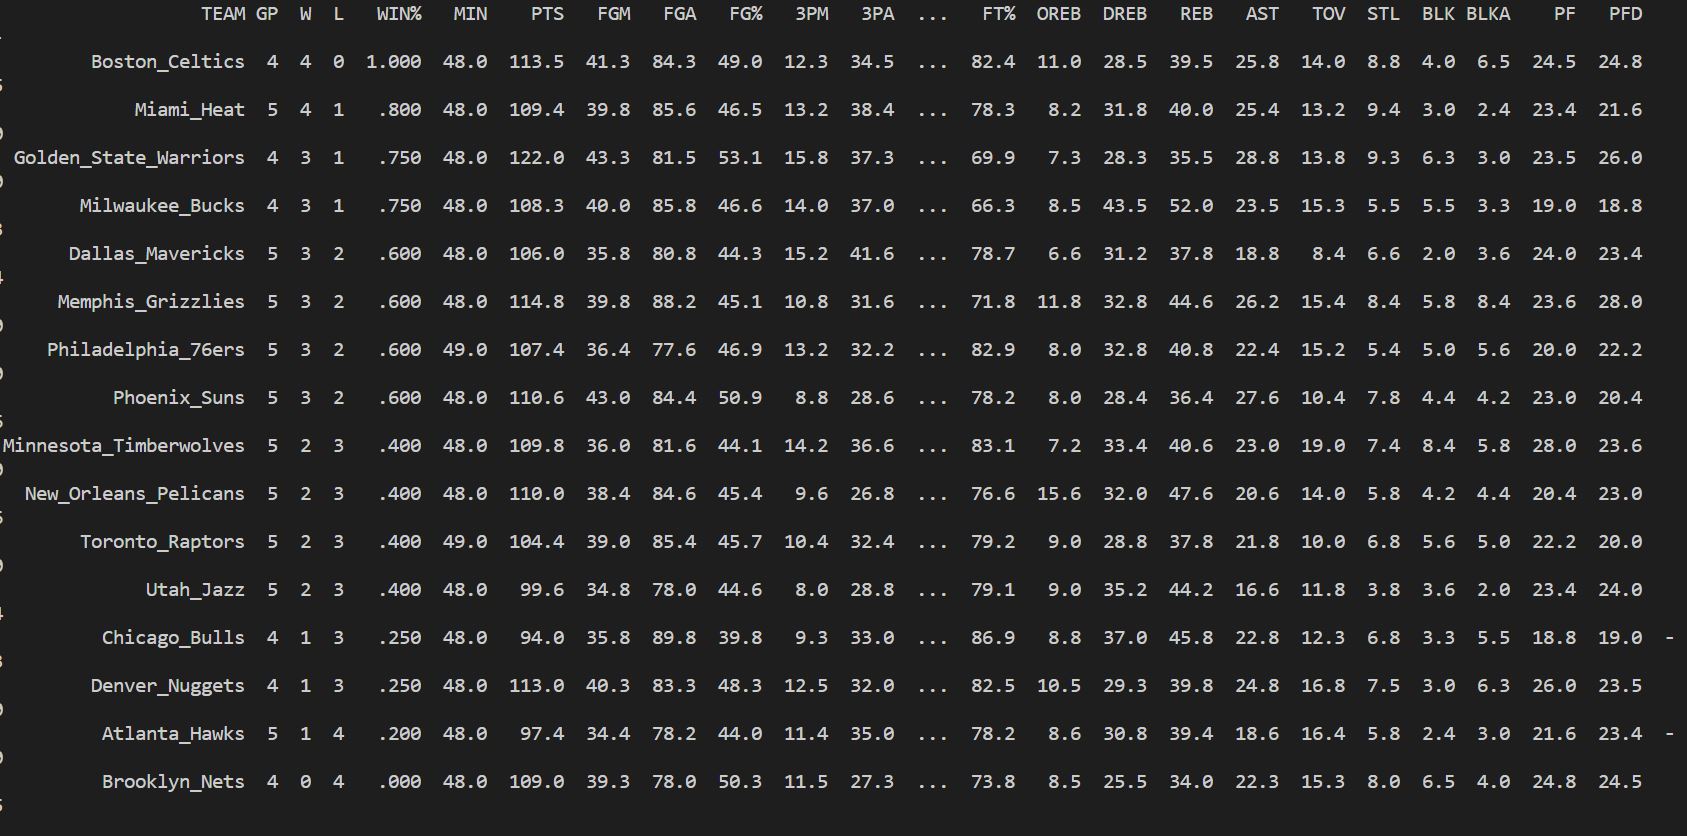 TEAM GP W L WIN% MIN PTS FGM FGA FG% 3PM 3PA ... FT% OREB DREB REB AST TOV STL BLK BLKA PF PFD
Boston_Celtics 4 4 0 1.000 48.0 113.5 41.3 84.3 49.0 12.3 34.5 ... 82.4 11.0 28.5 39.5 25.8 14.0 8.8 4.0 6.5 24.5 24.8
Miami_Heat 5 4 1 .800 48.0 109.4 39.8 85.6 46.5 13.2 38.4 ... 78.3 8.2 31.8 40.0 25.4 13.2 9.4 3.0 2.4 23.4 21.6
Golden_State_Warriors 4 3 1 .750 48.0 122.0 43.3 81.5 53.1 15.8 37.3 ... 69.9 7.3 28.3 35.5 28.8 13.8 9.3 6.3 3.0 23.5 26.0
Milwaukee_Bucks 4 3 1 .750 48.0 108.3 40.0 85.8 46.6 14.0 37.0 ... 66.3 8.5 43.5 52.0 23.5 15.3 5.5 5.5 3.3 19.0 18.8
Dallas_Mavericks 5 3 2 .600 48.0 106.0 35.8 80.8 44.3 15.2 41.6 ... 78.7 6.6 31.2 37.8 18.8 8.4 6.6 2.0 3.6 24.0 23.4
Memphis_Grizzlies 5 3 2 .600 48.0 114.8 39.8 88.2 45.1 10.8 31.6 ... 71.8 11.8 32.8 44.6 26.2 15.4 8.4 5.8 8.4 23.6 28.0
Philadelphia_76ers 5 3 2 .600 49.0 107.4 36.4 77.6 46.9 13.2 32.2 ... 82.9 8.0 32.8 40.8 22.4 15.2 5.4 5.0 5.6 20.0 22.2
Phoenix_Suns 5 3 2 .600 48.0 110.6 43.0 84.4 50.9 8.8 28.6 ... 78.2 8.0 28.4 36.4 27.6 10.4 7.8 4.4 4.2 23.0 20.4
Minnesota_Timberwolves 5 2 3 .400 48.0 109.8 36.0 81.6 44.1 14.2 36.6 ... 83.1 7.2 33.4 40.6 23.0 19.0 7.4 8.4 5.8 28.0 23.6
New_Orleans_Pelicans 5 2 3 .400 48.0 110.0 38.4 84.6 45.4 9.6 26.8 ... 76.6 15.6 32.0 47.6 20.6 14.0 5.8 4.2 4.4 20.4 23.0
Toronto_Raptors 5 2 3 .400 49.0 104.4 39.0 85.4 45.7 10.4 32.4 ... 79.2 9.0 28.8 37.8 21.8 10.0 6.8 5.6 5.0 22.2 20.0
Utah_Jazz 5 2 3 .400 48.0 99.6 34.8 78.0 44.6 8.0 28.8 ... 79.1 9.0 35.2 44.2 16.6 11.8 3.8 3.6 2.0 23.4 24.0
Chicago_Bulls 4 1 3 .250 48.0 94.0 35.8 89.8 39.8 9.3 33.0 ... 86.9 8.8 37.0 45.8 22.8 12.3 6.8 3.3 5.5 18.8 19.0 -
Denver_Nuggets 4 1 3 .250 48.0 113.0 40.3 83.3 48.3 12.5 32.0 ... 82.5 10.5 29.3 39.8 24.8 16.8 7.5 3.0 6.3 26.0 23.5
Atlanta_Hawks 5 1 4 .200 48.0 97.4 34.4 78.2 44.0 11.4 35.0 ... 78.2 8.6 30.8 39.4 18.6 16.4 5.8 2.4 3.0 21.6 23.4 -
Brooklyn_Nets 4 0 4 .000 48.0 109.0 39.3 78.0 50.3 11.5 27.3 ... 73.8 8.5 25.5 34.0 22.3 15.3 8.0 6.5 4.0 24.8 24.5